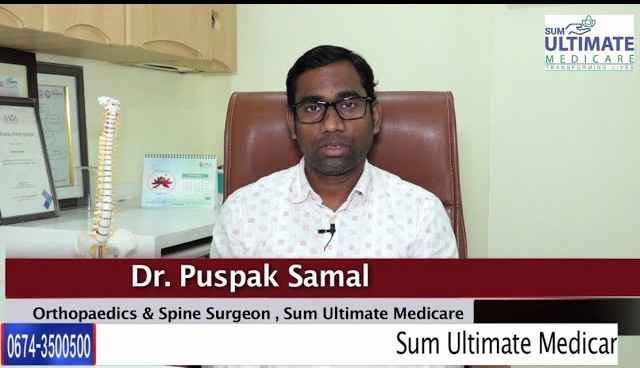 SUM
ULTIMATE
MEDICARE
TRANSFORMING LIVES
Dr. Puspak Samal
Orthopaedics & Spine Surgeon , Sum Ultimate Medicare
0674-3500500
Sum Ultimate Medicar